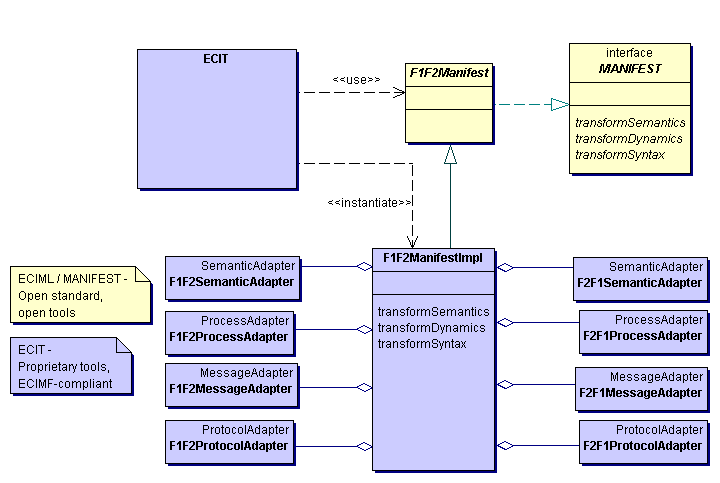 ECIT
<<use>>
F1F2Manifest
interface
MANIFEST
transformSemantics
transformDynamics
transformSyntax
<<instantiate>>
F1F2ManifestImpl
transformSemantics
transformDynamics
transformSyntax
SemanticAdapter
F1F2SemanticAdapter
ProcessAdapter
F1F2ProcessAdapter
MessageAdapter
F1F2MessageAdapter
ProtocolAdapter
F1F2ProtocolAdapter
SemanticAdapter
F2F1SemanticAdapter
ProcessAdapter
F2F1ProcessAdapter
MessageAdapter
F2F1MessageAdapter
ProtocolAdapter
F2F1ProtocolAdapter
ECIML / MANIFEST -
Open standard,
open tools
ECIT -
Proprietary tools,
ECIMF-compliant